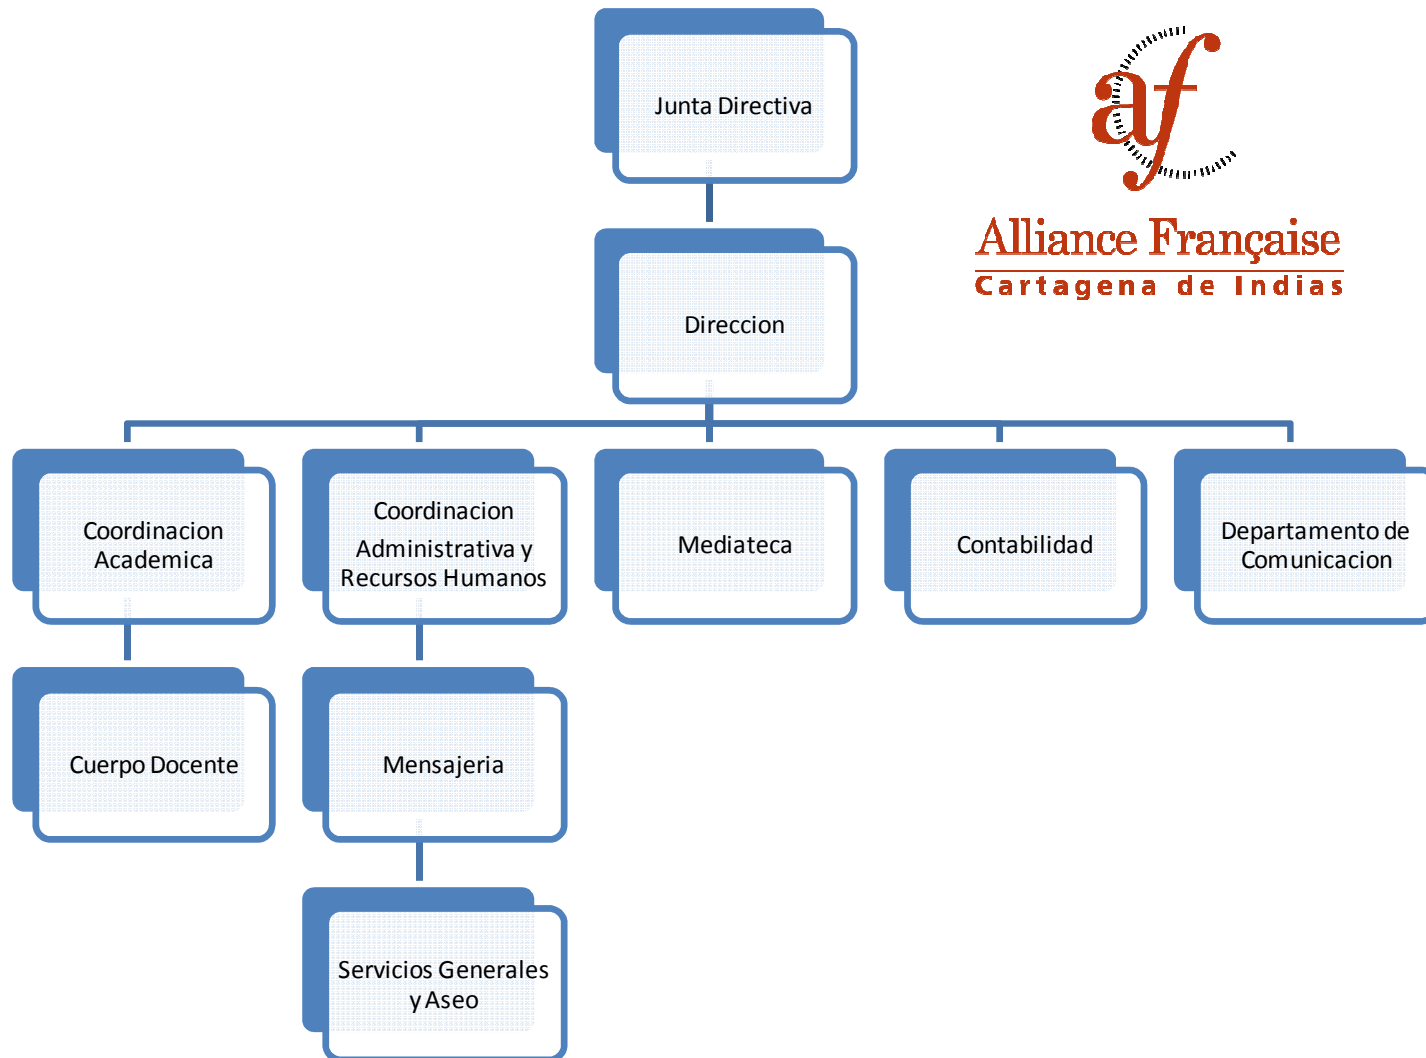 Junta Directiva
af
Alliance Française
Cartagena de Indias
Direccion
Coordinacion
Academica
Coordinacion
Administrativa y
Recursos Humanos
Mediateca
Contabilidad
Departamento de
Comunicacion
Cuerpo Docente
Mensajeria
Servicios Generales
y Aseo